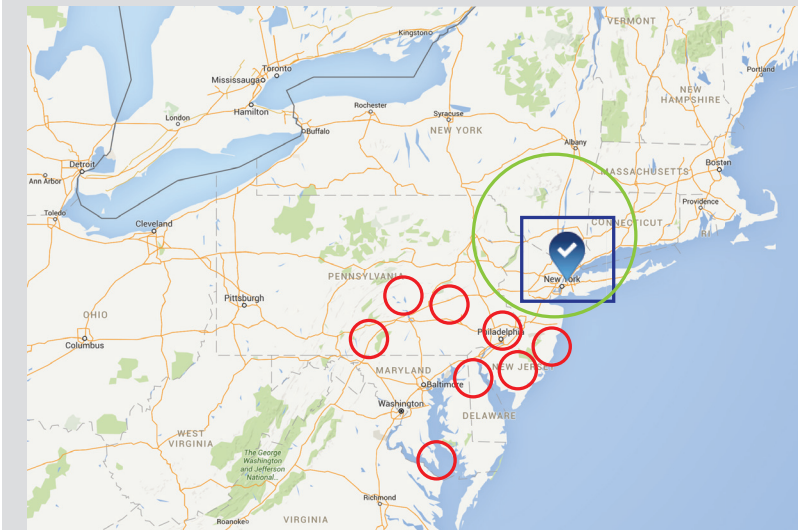 VERMONT
Kingston
Toronto
Mississauga
Portland
NEW
HAMPSHIRE
Hamilton
Rochester
London
Syracuse
Buffalo
NEW YORK
Albany
Detroit
Ann Arbor
Boston
MASSACHUSETTS
Providence
Toledo
Cleveland
CONNECTICUT
RI
PENNSYLVANIA
New York
Pittsburgh
OHIO
Columbus
Philadelphia
NEW JERSE
MARYLAND
Baltimore
Washington
DELAWARE
WEST
VIRGINIA
The George
Washington
and Jefferson
National...
Richmond
Roanoke
VIRGINIA